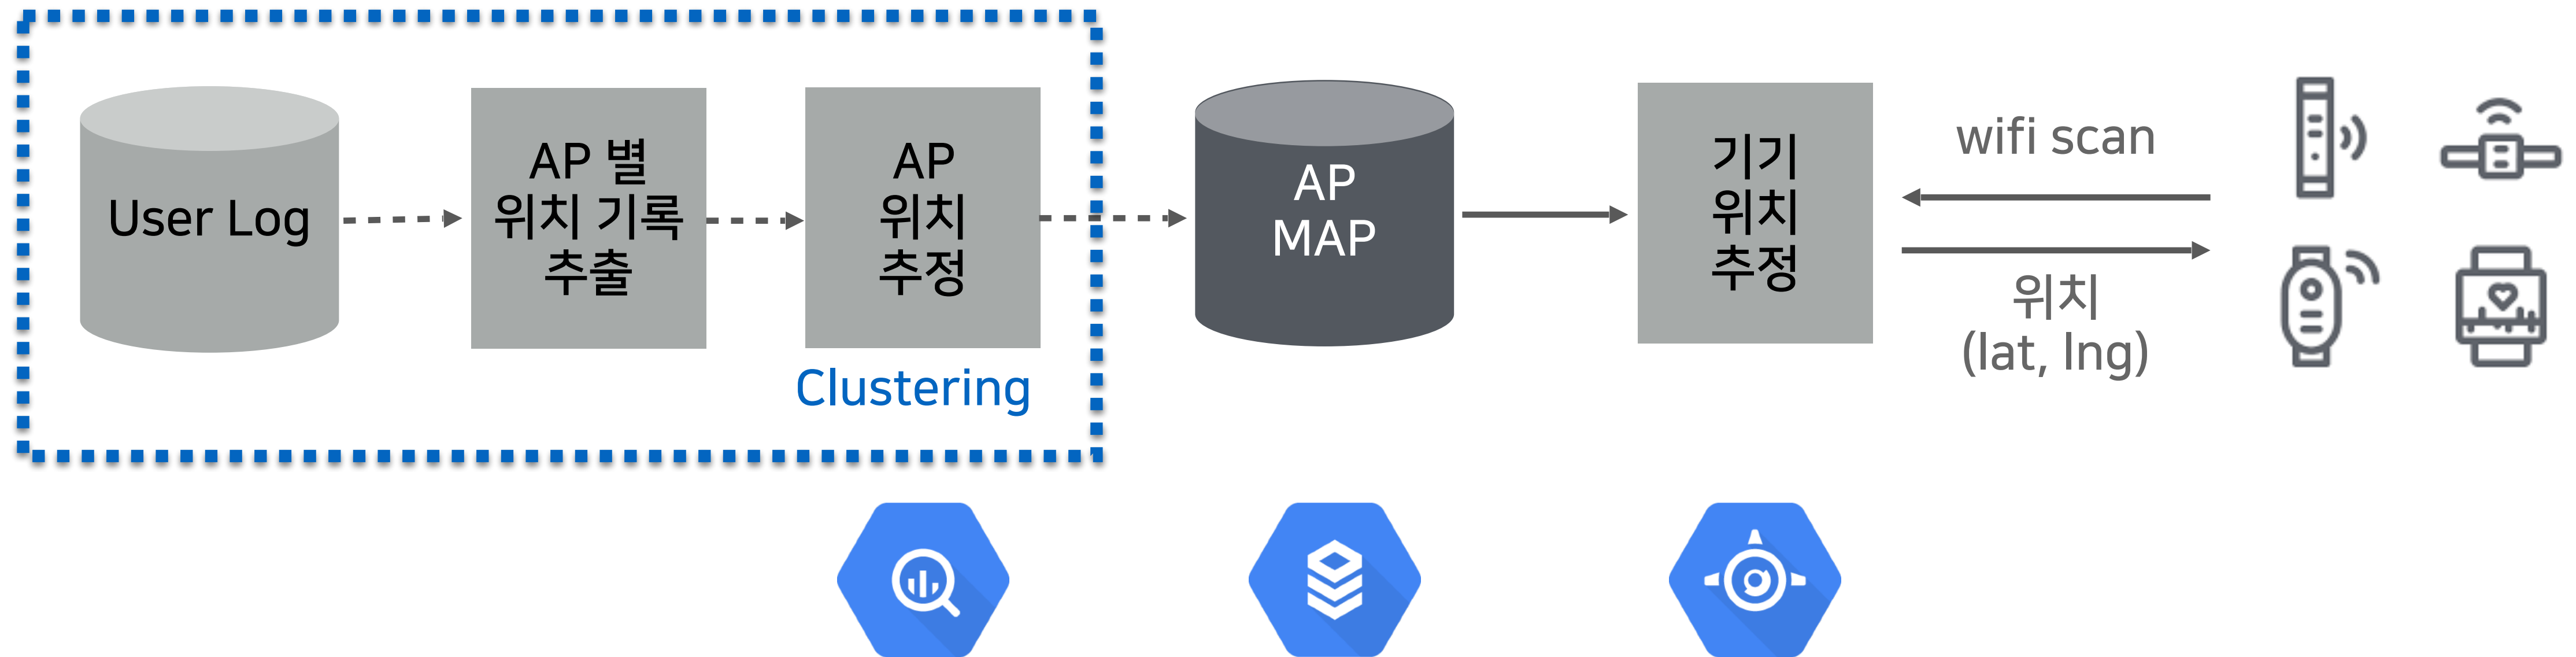 User Log
AP 별
위치 기록
추출
AP
위치
추정
Clustering
AP
MAP
기기
위치
추정
wifi scan
위치
(lat, lng)